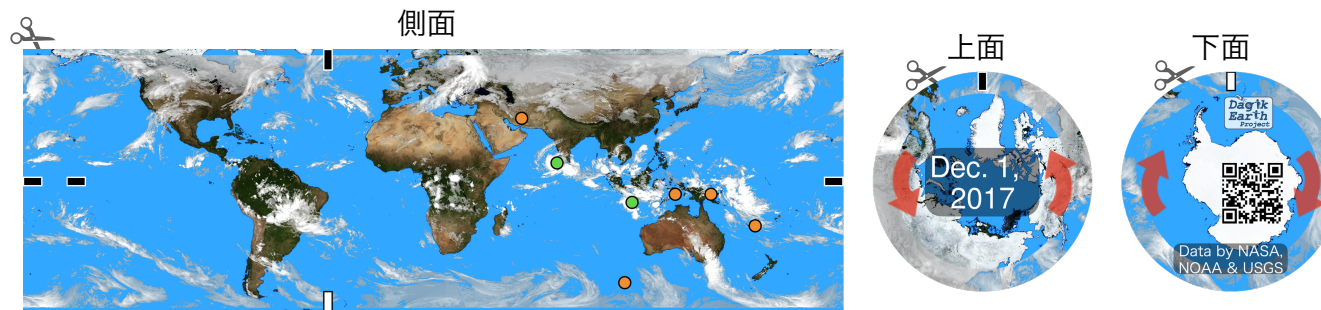 側面
上面
下面
Dec. 1,
2017
Dagik
Earth
Project
Data by NASA,
NOAA & USGS